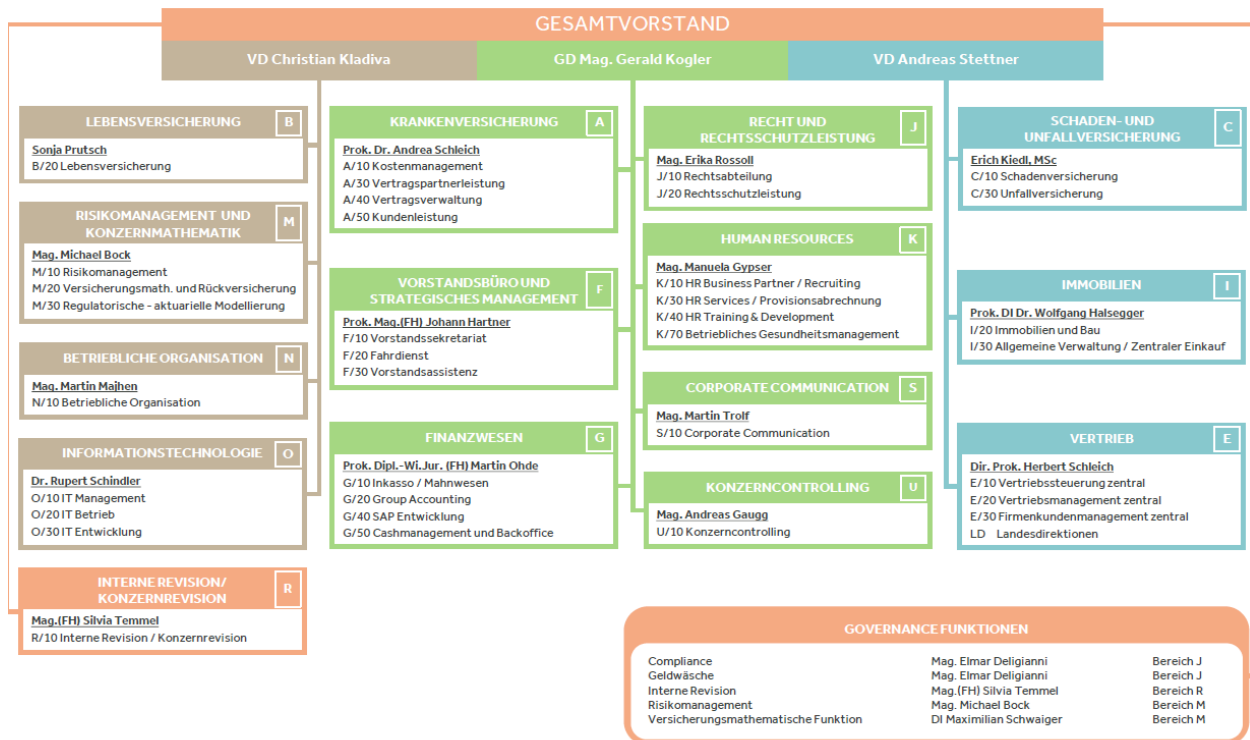 GESAMTVORSTAND
VD Christian Kladiva
GD Mag. Gerald Kogler
VD Andreas Stettner
LEBENSVERSICHERUNG B
Sonja Prutsch
B/20 Lebensversicherung
RISIKOMANAGEMENT UND
KONZERNMATHEMATIK M
Mag. Michael Bock
M/10 Risikomanagement
M/20 Versicherungsmath. und Rückversicherung
M/30 Regulatorische - aktuarielle Modellierung
BETRIEBLICHE ORGANISATION N
Mag. Martin Majhen
N/10 Betriebliche Organisation
INFORMATIONSTECHNOLOGIE O
Dr. Rupert Schindler
O/10 IT Management
O/20 IT Betrieb
O/30 IT Entwicklung
INTERNE REVISION/
KONZERNREVISION R
Mag.(FH) Silvia Temmel
R/10 Interne Revision / Konzernrevision
KRANKENVERSICHERUNG A
Prok. Dr. Andrea Schleich
A/10 Kostenmanagement
A/30 Vertragspartnerleistung
A/40 Vertragsverwaltung
A/50 Kundenleistung
VORSTANDSBÜRO UND
STRATEGISCHES MANAGEMENT F
Prok. Mag.(FH) Johann Hartner
F/10 Vorstandssekretariat
F/20 Fahrdienst
F/30 Vorstandsassistenz
FINANZWESEN G
Prok. Dipl.-Wi.Jur. (FH) Martin Ohde
G/10 Inkasso / Mahnwesen
G/20 Group Accounting
G/40 SAP Entwicklung
G/50 Cashmanagement und Backoffice
RECHT UND
RECHTSSCHUTZLEISTUNG J
Mag. Erika Rossoll
J/10 Rechtsabteilung
J/20 Rechtsschutzleistung
HUMAN RESOURCES K
Mag. Manuela Gypser
K/10 HR Business Partner / Recruiting
K/30 HR Services / Provisionsabrechnung
K/40 HR Training & Development
K/70 Betriebliches Gesundheitsmanagement
CORPORATE COMMUNICATION S
Mag. Martin Trolf
S/10 Corporate Communication
KONZERNCONTROLLING U
Mag. Andreas Gaugg
U/10 Konzerncontrolling
SCHADEN- UND
UNFALLVERSICHERUNG C
Erich Kiedl, MSc
C/10 Schadenversicherung
C/30 Unfallversicherung
IMMOBILIEN I
Prok. DI Dr. Wolfgang Halsegger
I/20 Immobilien und Bau
I/30 Allgemeine Verwaltung / Zentraler Einkauf
VERTRIEB E
Dir. Prok. Herbert Schleich
E/10 Vertriebssteuerung zentral
E/20 Vertriebsmanagement zentral
E/30 Firmenkundenmanagement zentral
LD Landesdirektionen
GOVERNANCE FUNKTIONEN
Compliance Mag. Elmar Deligianni Bereich J
Geldwäsche Mag. Elmar Deligianni Bereich J
Interne Revision Mag.(FH) Silvia Temmel Bereich R
Risikomanagement Mag. Michael Bock Bereich M
Versicherungsmathematische Funktion DI Maximilian Schwaiger Bereich M